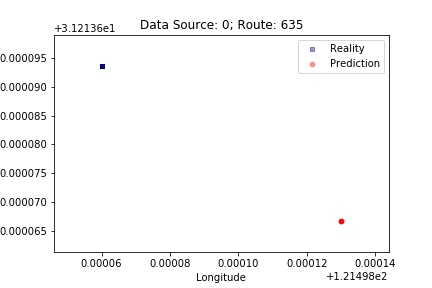 +3.12136e1
Data Source: 0; Route: 635
Reality
Prediction
0.000095
0.000090
0.000085
0.000080
0.000075
0.000070
0.000065
0.00006
0.00008
0.00010
0.00012
0.00014
Longitude
+1.21498e2